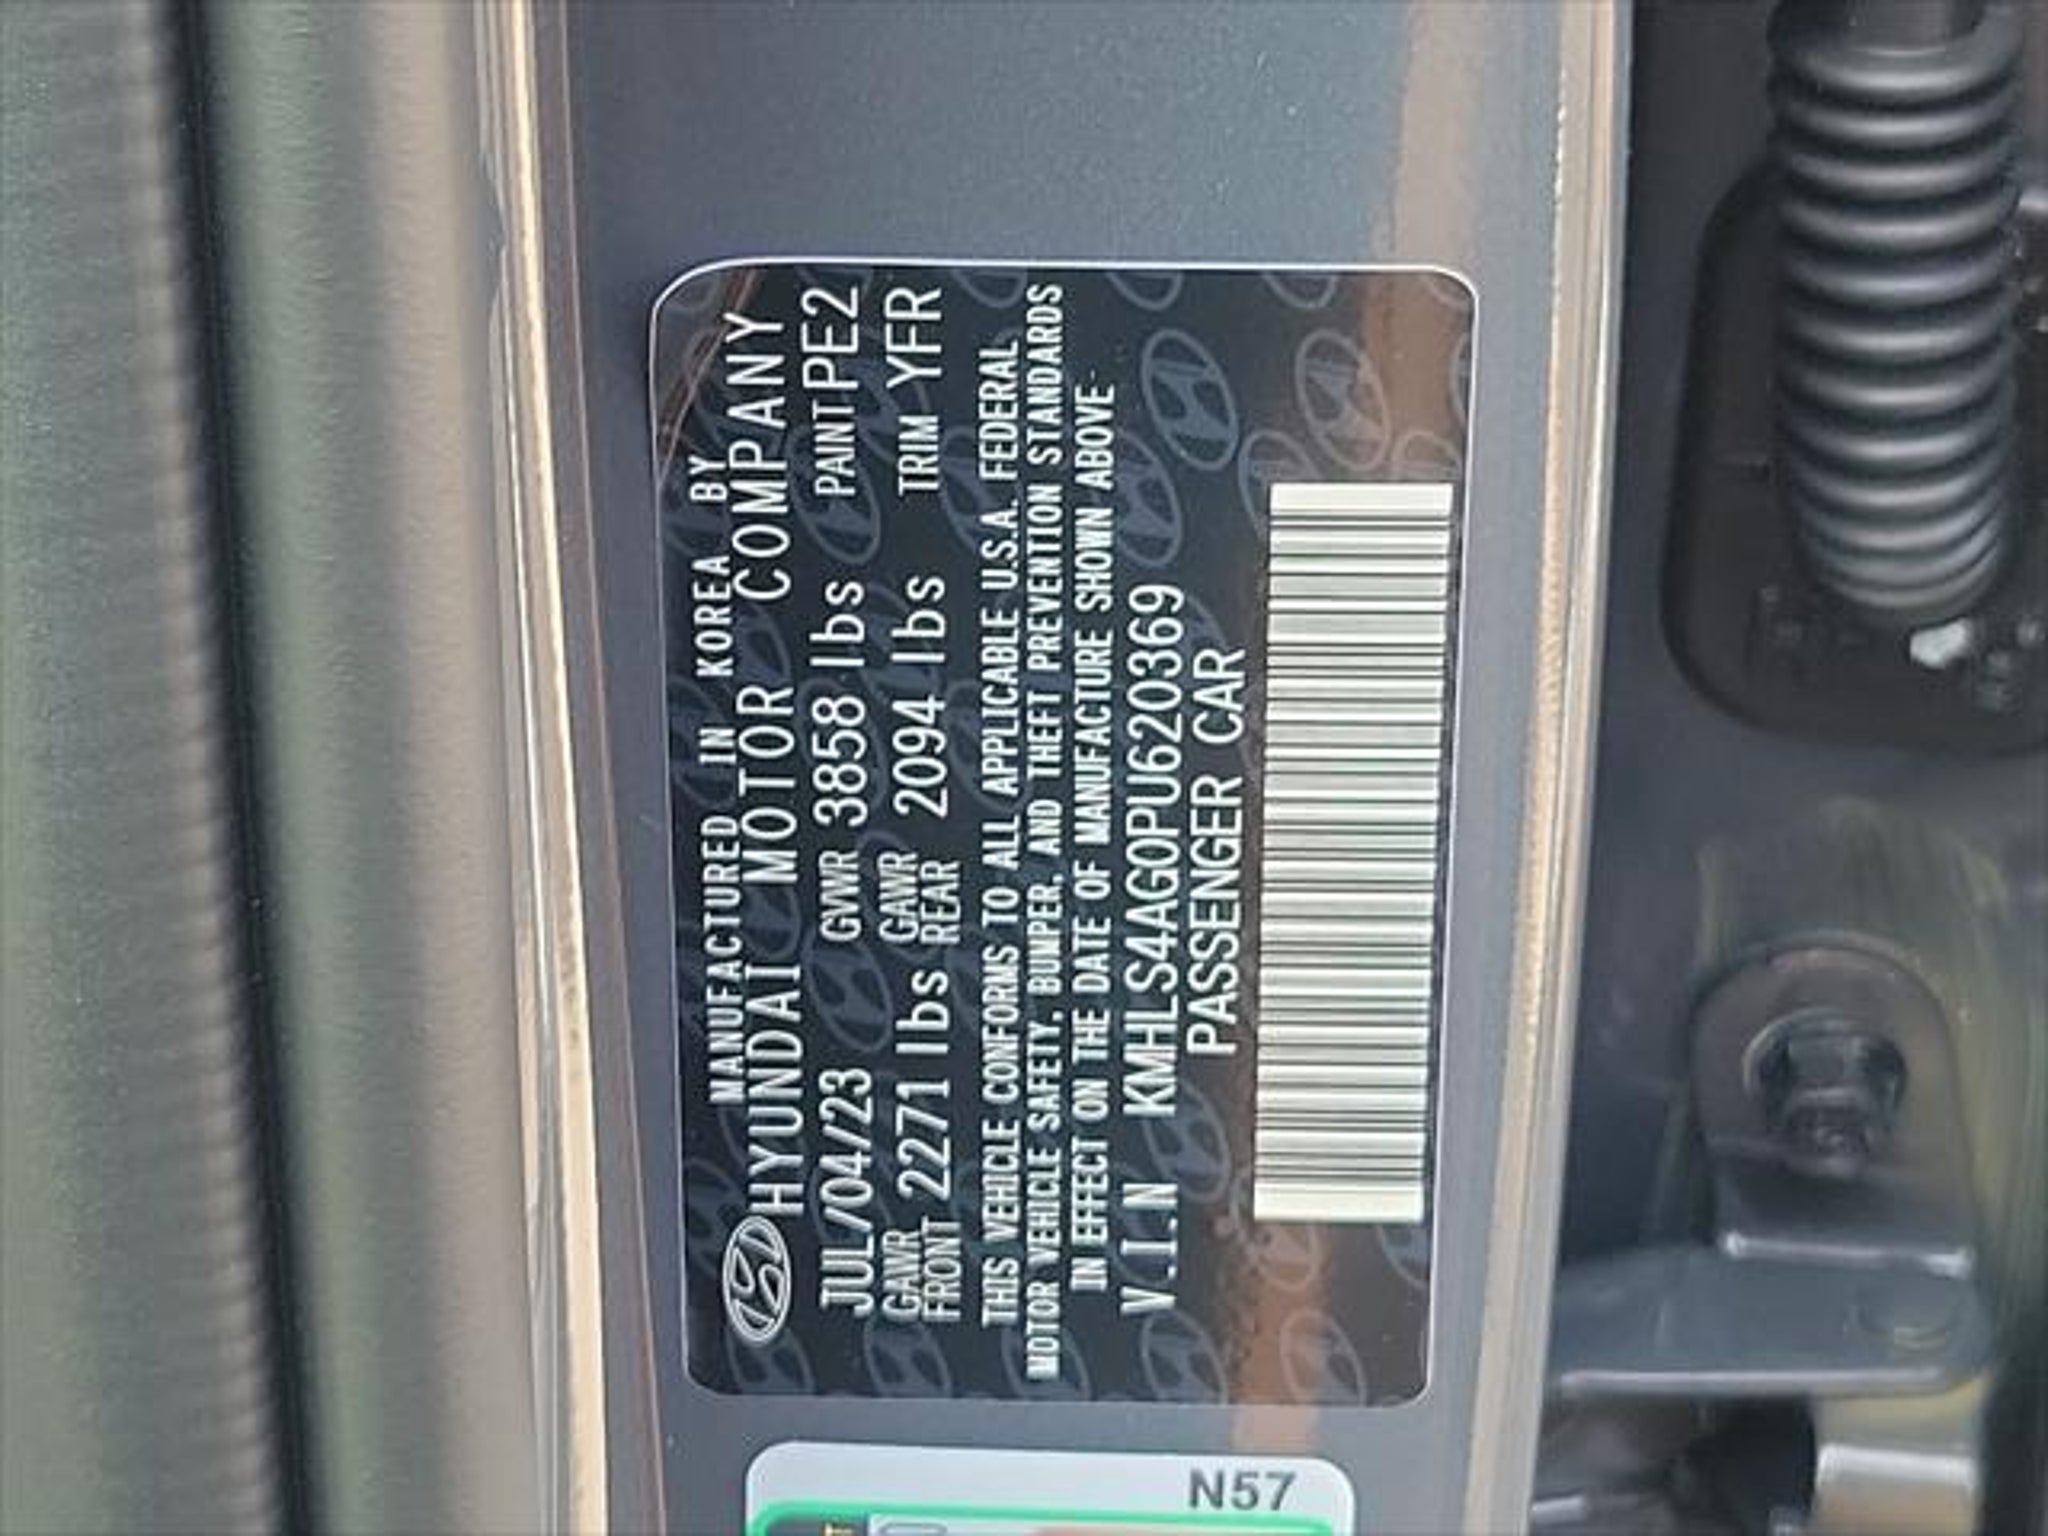 MANUFACTURED IN KOREA BY
HYUNDAI MOTOR COMPANY
JUL/04/23 GVWR 3858 lbs PAINT PE2
GAWR FRONT 2271 lbs GAWR REAR 2094 lbs TRIM YFR
THIS VEHICLE CONFORMS TO ALL APPLICABLE U.S.A. FEDERAL
MOTOR VEHICLE SAFETY, BUMPER, AND THEFT PREVENTION STANDARDS
IN EFFECT ON THE DATE OF MANUFACTURE SHOWN ABOVE
V.I.N KMHLS4AG0PU620369
PASSENGER CAR
N57